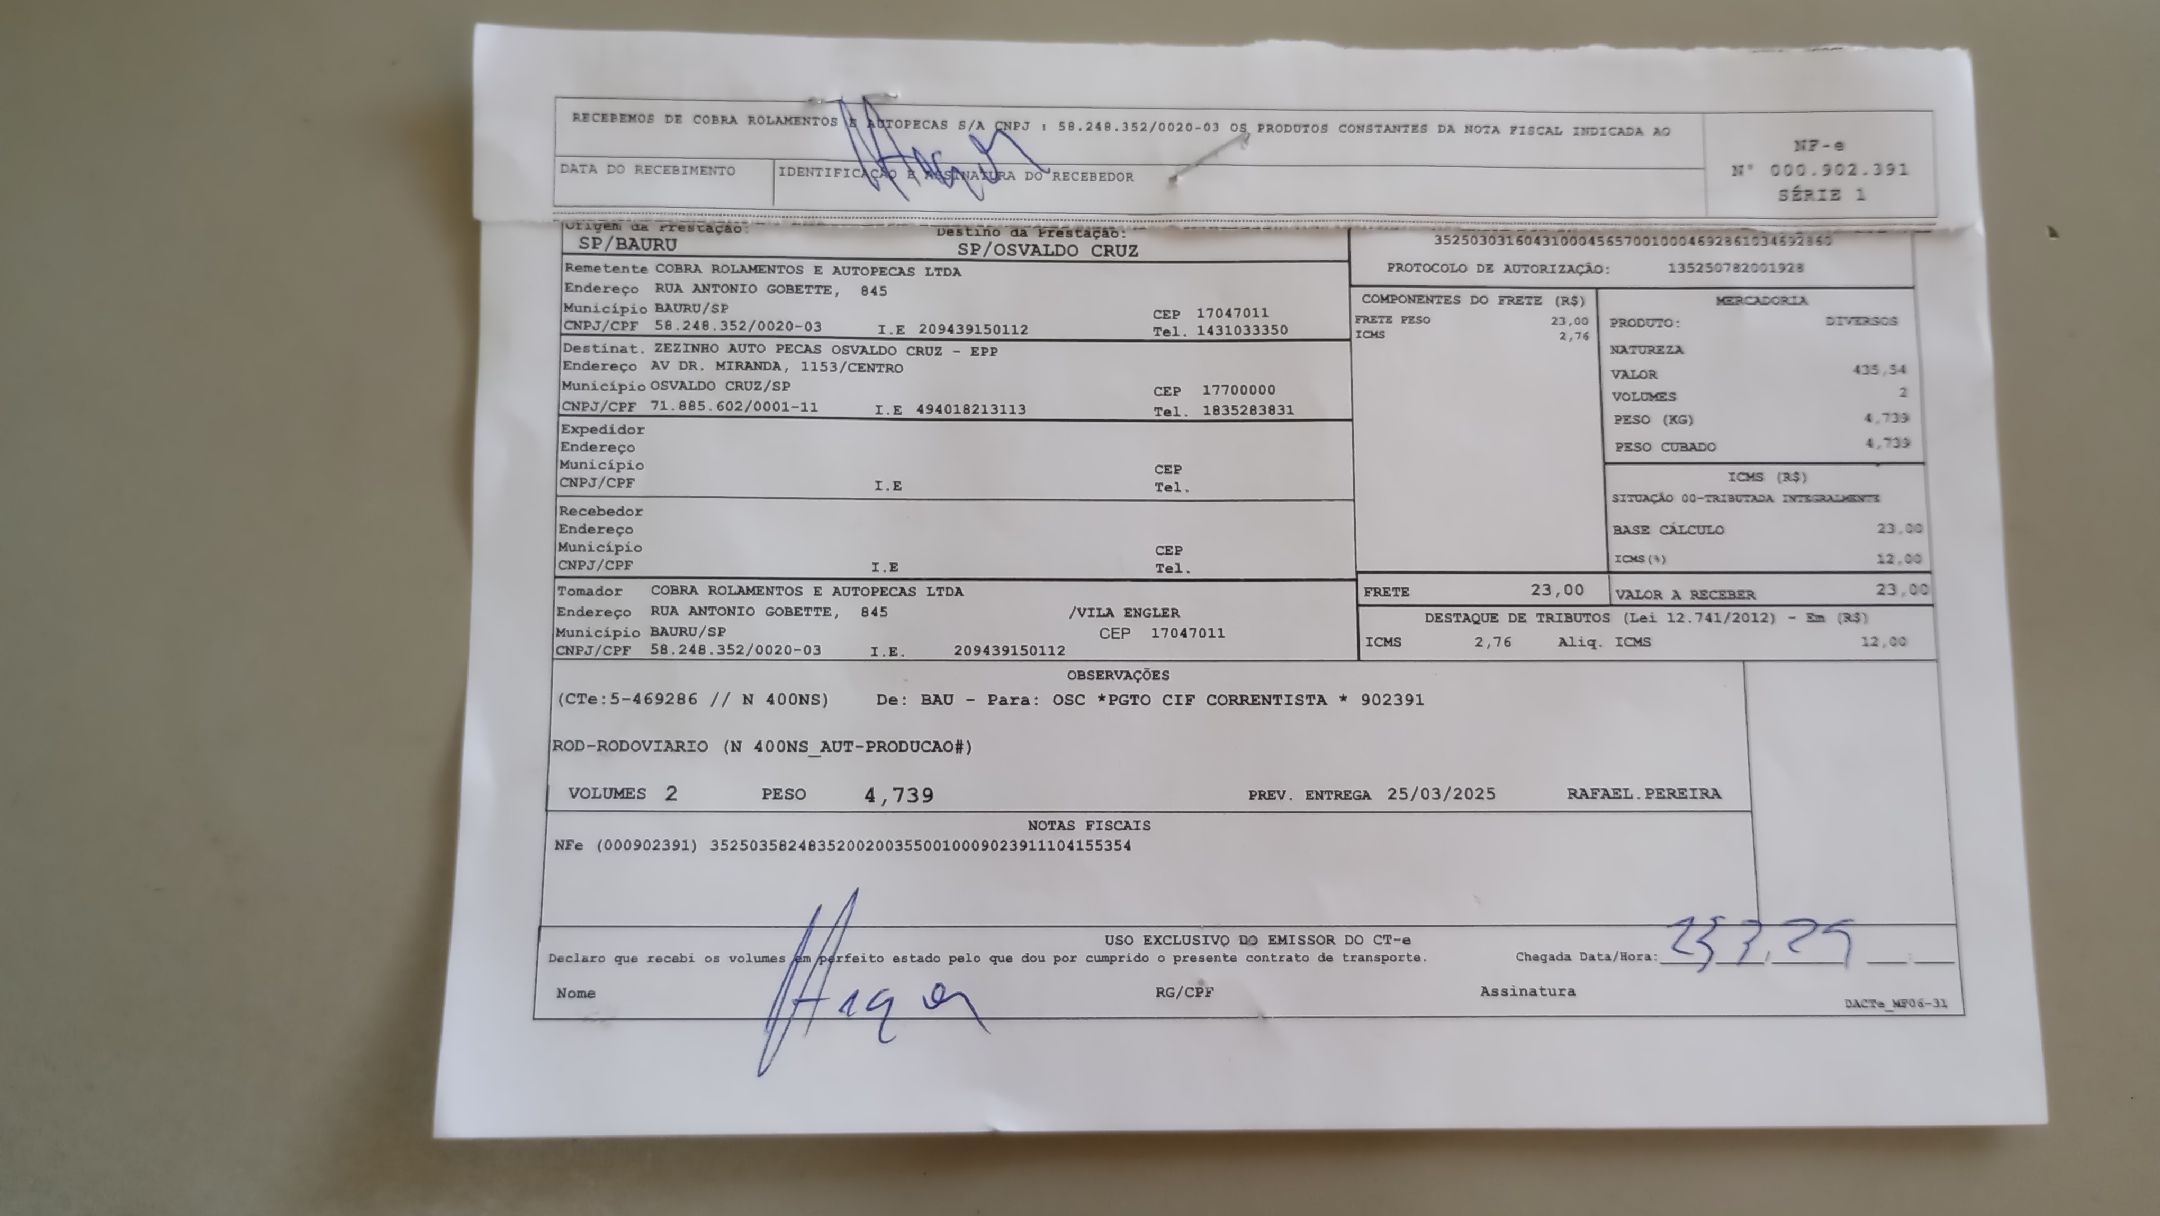 RECEBEMOS DE COBRA ROLAMENTOS E AUTOPECAS S/A CNPJ : 58.248.352/0020-03 OS PRODUTOS CONSTANTES DA NOTA FISCAL INDICADA AO
DATA DO RECEBIMENTO IDENTIFICAÇÃO E ASSINATURA DO RECEBEDOR
NF-e
Nº 000.902.391
SÉRIE 1
Origem da Prestação: Destino da Prestação:
SP/BAURU SP/OSVALDO CRUZ
Remetente COBRA ROLAMENTOS E AUTOPECAS LTDA
Endereço RUA ANTONIO GOBETTE, 845
Município BAURU/SP CEP 17047011
CNPJ/CPF 58.248.352/0020-03 I.E 209439150112 Tel. 1431033350
Destinat. ZEZINHO AUTO PECAS OSVALDO CRUZ - EPP
Endereço AV DR. MIRANDA, 1153/CENTRO
Município OSVALDO CRUZ/SP CEP 17700000
CNPJ/CPF 71.885.602/0001-11 I.E 494018213113 Tel. 1835283831
Expedidor
Endereço
Município CEP
CNPJ/CPF I.E Tel.
Recebedor
Endereço
Município CEP
CNPJ/CPF I.E Tel.
Tomador COBRA ROLAMENTOS E AUTOPECAS LTDA
Endereço RUA ANTONIO GOBETTE, 845 /VILA ENGLER
Município BAURU/SP CEP 17047011
CNPJ/CPF 58.248.352/0020-03 I.E. 209439150112
PROTOCOLO DE AUTORIZAÇÃO: 135250782001928
COMPONENTES DO FRETE (R$)
FRETE PESO 23,00
ICMS 2,76
MERCADORIA
PRODUTO: DIVERSOS
NATUREZA
VALOR 435,54
VOLUMES 2
PESO (KG) 4,739
PESO CUBADO 4,739
ICMS (R$)
SITUAÇÃO 00-TRIBUTADA INTEGRALMENTE
BASE CÁLCULO 23,00
ICMS(%) 12,00
FRETE 23,00 VALOR A RECEBER 23,00
DESTAQUE DE TRIBUTOS (Lei 12.741/2012) - Em (R$)
ICMS 2,76 Aliq. ICMS 12,00
OBSERVAÇÕES
(CTe:5-469286 // N 400NS) De: BAU - Para: OSC *PGTO CIF CORRENTISTA * 902391
ROD-RODOVIARIO (N 400NS_AUT-PRODUCAO#)
VOLUMES 2 PESO 4,739 PREV. ENTREGA 25/03/2025 RAFAEL.PEREIRA
NOTAS FISCAIS
NFe (000902391) 35250358248352002003550010009023911104155354
USO EXCLUSIVO DO EMISSOR DO CT-e
Declaro que recebi os volumes em perfeito estado pelo que dou por cumprido o presente contrato de transporte. Chegada Data/Hora:
Nome RG/CPF Assinatura
DACTe_MF06-31